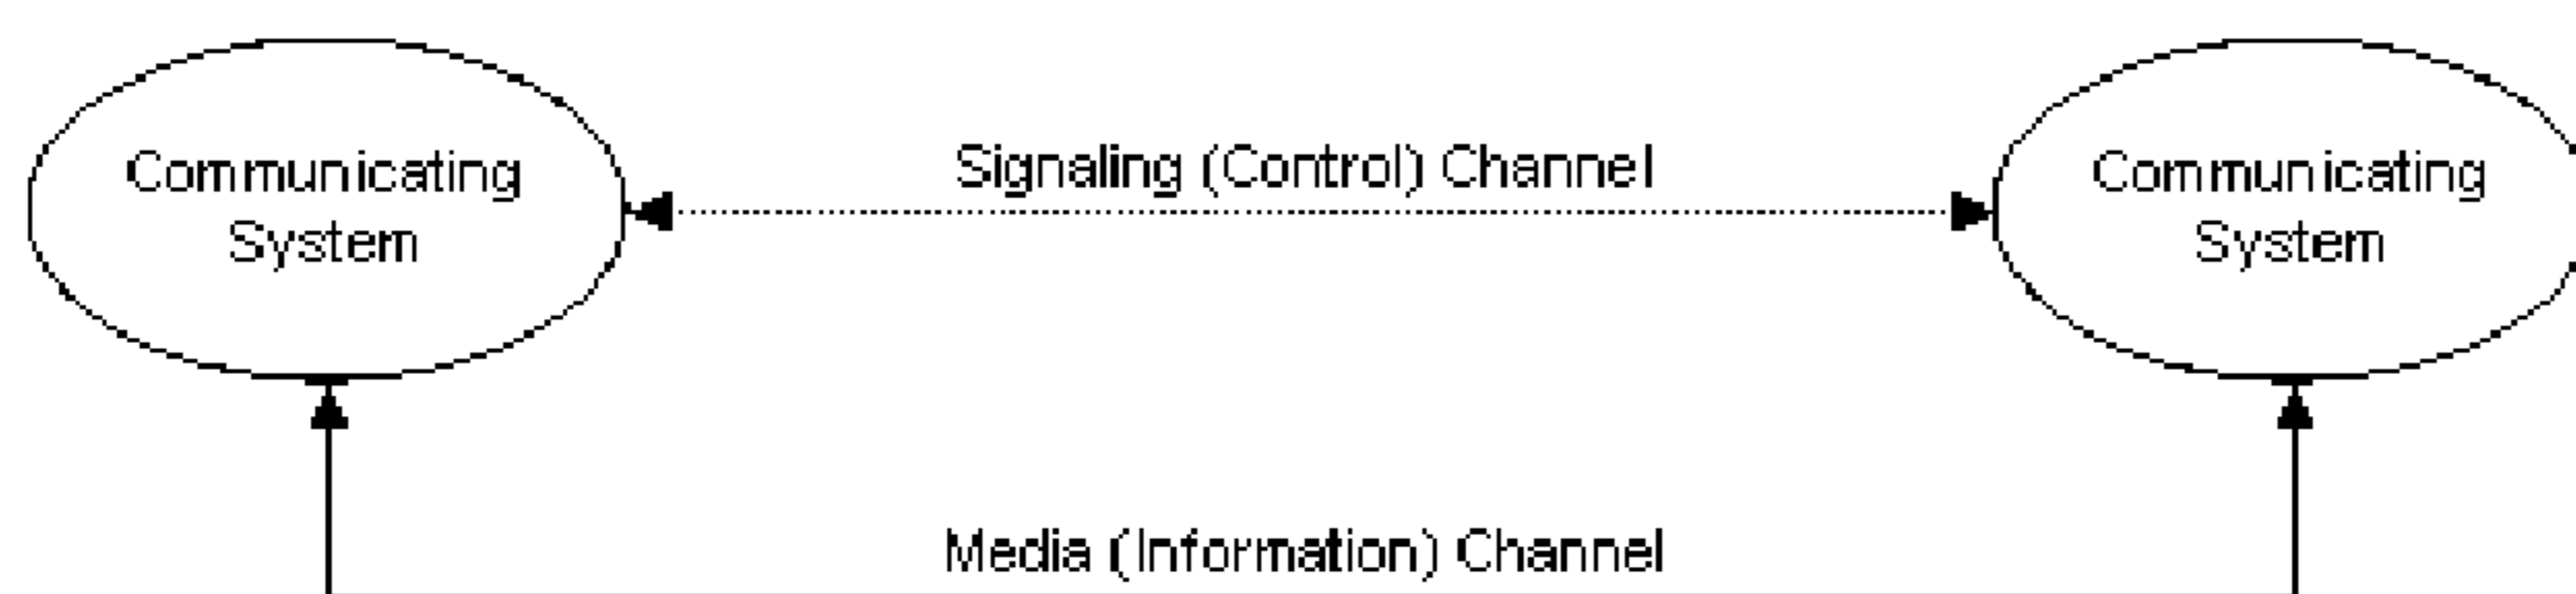 Communicating
System
Signaling (Control) Channel
Communicating
System
Media (Information) Channel